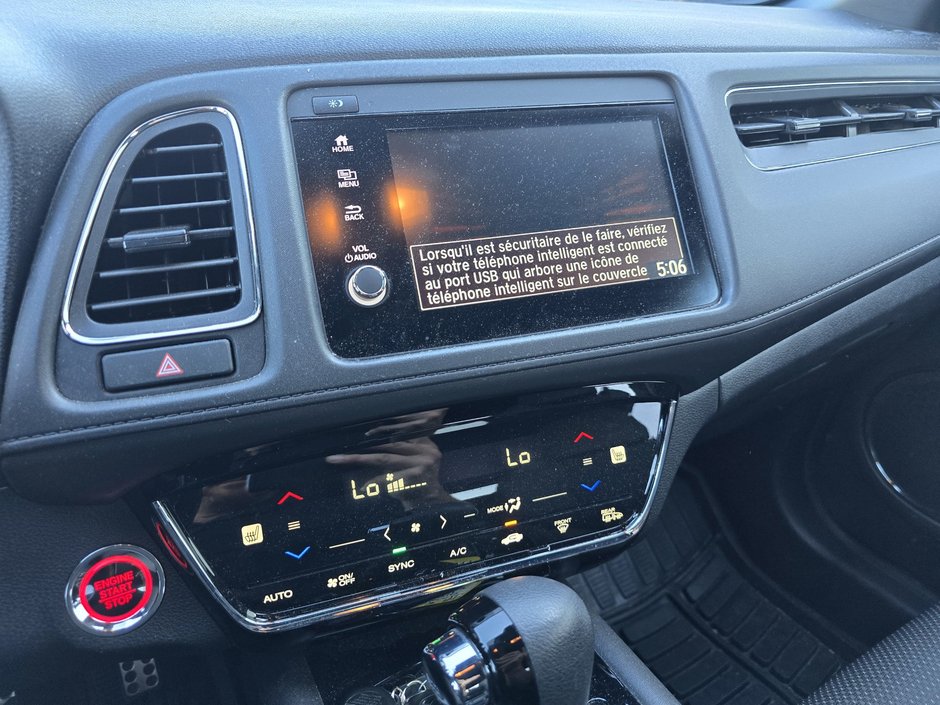 HOME
MENU
BACK
VOL
AUDIO
Lorsqu'il est sécuritaire de le faire, vérifiez
si votre téléphone intelligent est connecté
au port USB qui arbore une icône de
téléphone intelligent sur le couvercle
5:06
Lo
Lo
MODE
FRONT
REAR
ON/OFF
SYNC
A/C
AUTO
ENGINE
START
STOP